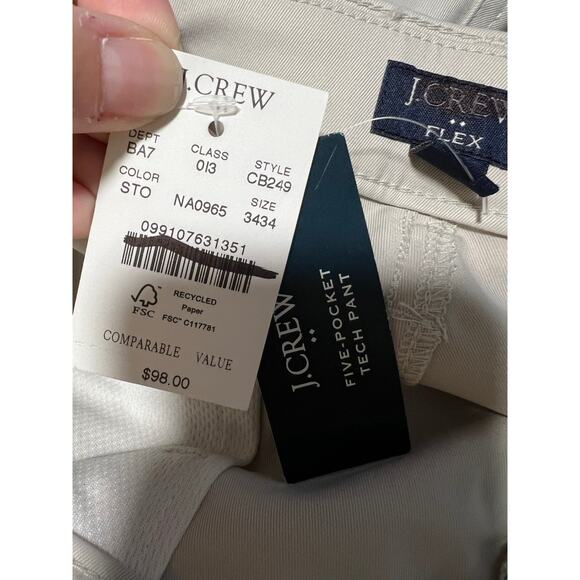 J.CREW
DEPT CLASS STYLE
BA7 013 CB249
COLOR SIZE
STO NA0965 3434
099107631351
FSC
RECYCLED
Paper
FSC™ C117781
COMPARABLE VALUE
$98.00
J.CREW
FIVE-POCKET
TECH PANT
J.CREW
FLEX